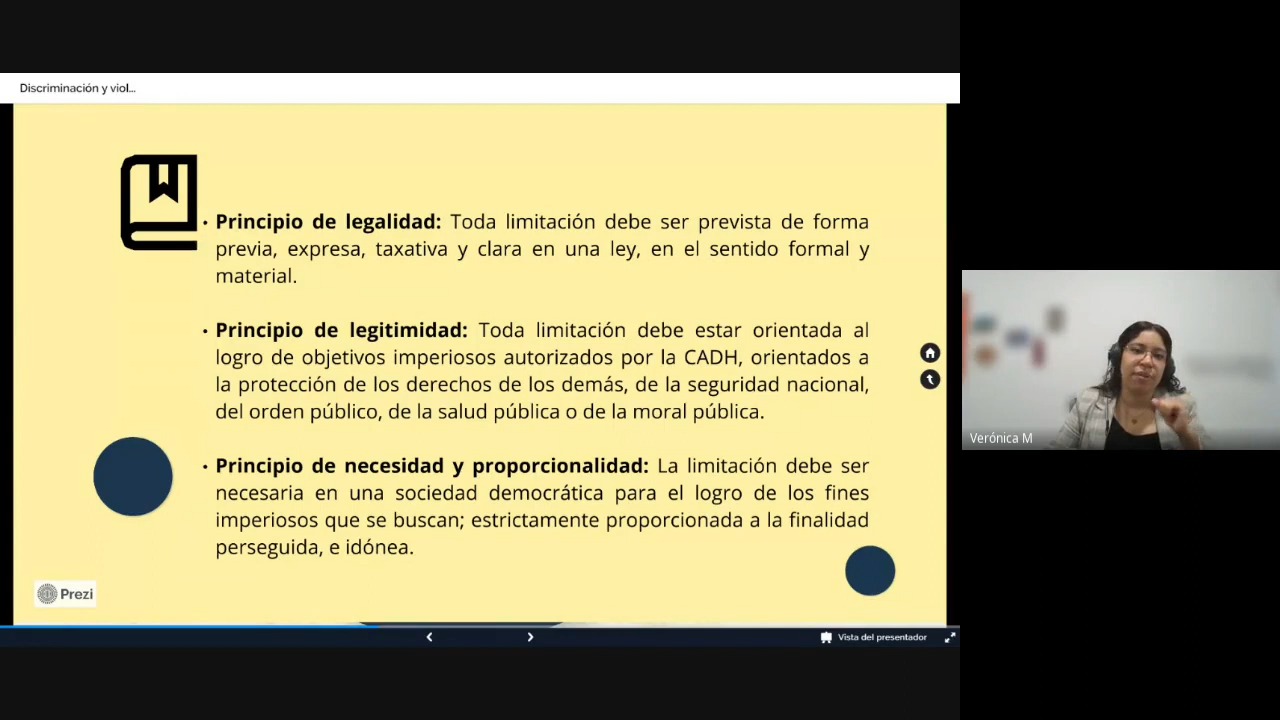 Discriminación y viol...
• Principio de legalidad: Toda limitación debe ser prevista de forma
previa, expresa, taxativa y clara en una ley, en el sentido formal y
material.
• Principio de legitimidad: Toda limitación debe estar orientada al
logro de objetivos imperiosos autorizados por la CADH, orientados a
la protección de los derechos de los demás, de la seguridad nacional,
del orden público, de la salud pública o de la moral pública.
• Principio de necesidad y proporcionalidad: La limitación debe ser
necesaria en una sociedad democrática para el logro de los fines
imperiosos que se buscan; estrictamente proporcionada a la finalidad
perseguida, e idónea.
Prezi
Vista del presentador
Verónica M